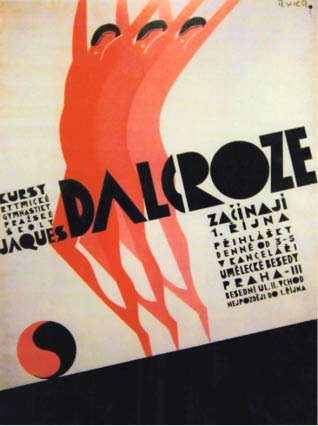 KURSY
RYTMICKÉ
GYMNASTIKY
PRAŽSKÉ
ŠKOLY
JAQUES DALCROZE
ZAČÍNAJÍ
1. ŘÍJNA
PŘIHLÁŠKY
DENNĚ OD 3-5
V KANCELÁŘI
UMĚLECKÉ BESEDY
PRAHA-III
BESEDNÍ UL. II. VCHOD
NEJPOZDĚJI DO 1. ŘÍJNA